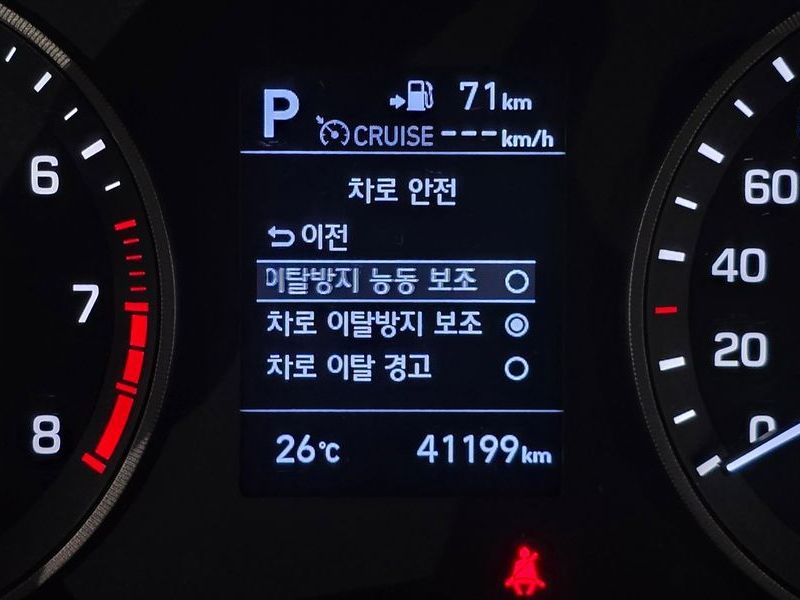 P 71km
CRUISE ---km/h
차로 안전
이전
이탈방지 능동 보조
차로 이탈방지 보조
차로 이탈 경고
26℃ 41199km
6
7
8
60
40
20
0